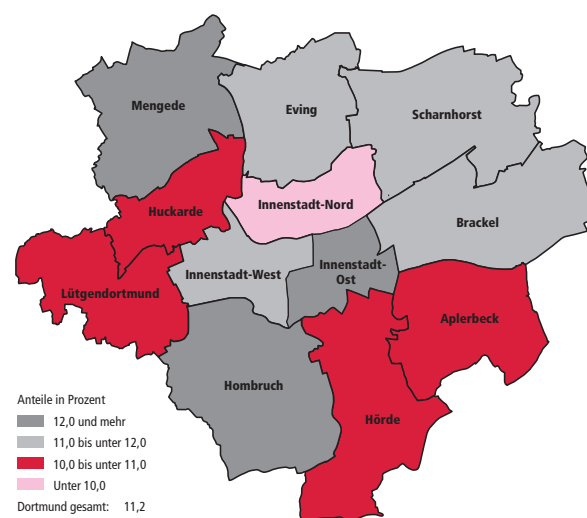 Mengede
Eving
Scharnhorst
Huckarde
Innenstadt-Nord
Brackel
Innenstadt-West
Innenstadt-
Ost
Lütgendortmund
Aplerbeck
Hombruch
Hörde
Anteile in Prozent
12,0 und mehr
11,0 bis unter 12,0
10,0 bis unter 11,0
Unter 10,0
Dortmund gesamt: 11,2